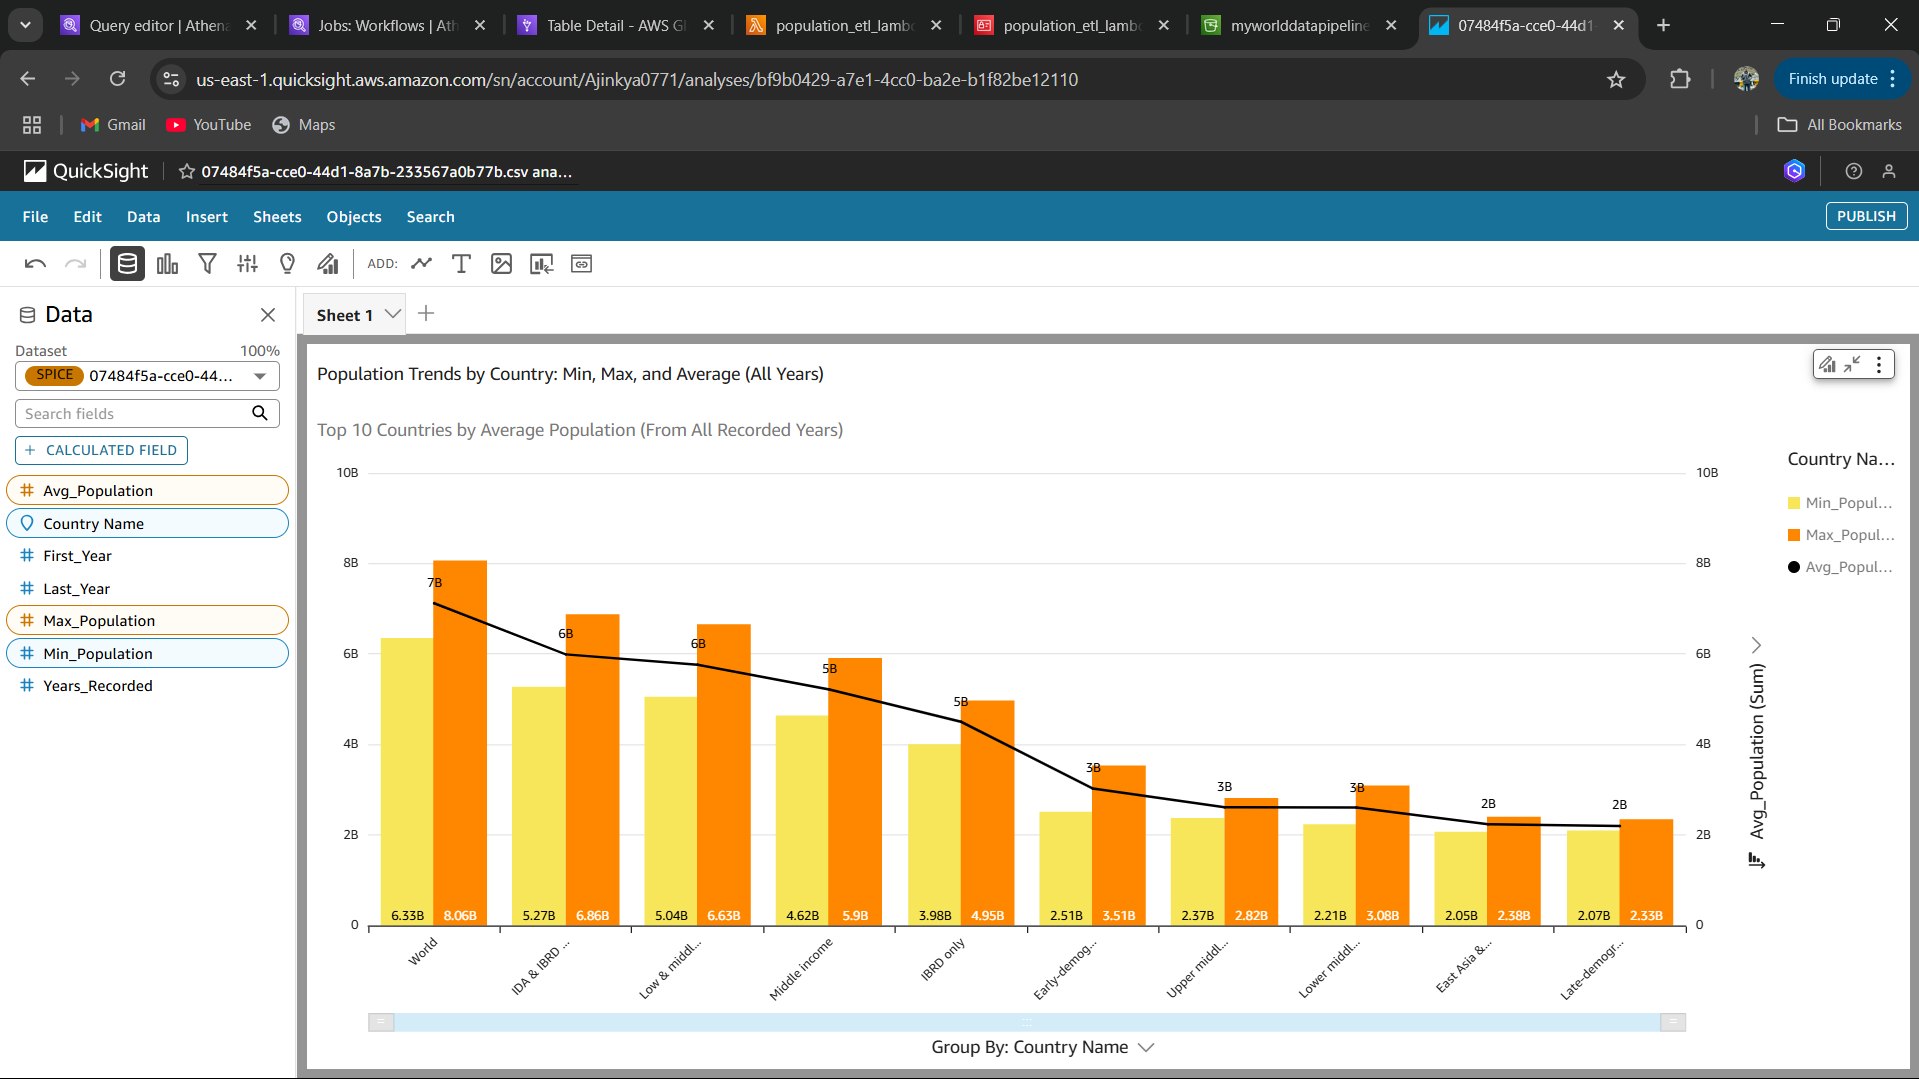 Query editor | Athena
Jobs: Workflows | Ath
Table Detail - AWS Gl
population_etl_lambd
population_etl_lambd
myworlddatapipeline
07484f5a-cce0-44d1-
us-east-1.quicksight.aws.amazon.com/sn/account/Ajinkya0771/analyses/bf9b0429-a7e1-4cc0-ba2e-b1f82be12110
Finish update
Gmail
YouTube
Maps
All Bookmarks
QuickSight
07484f5a-cce0-44d1-8a7b-233567a0b77b.csv ana...
File
Edit
Data
Insert
Sheets
Objects
Search
PUBLISH
ADD:
Data
Dataset
100%
SPICE
07484f5a-cce0-44...
Search fields
+ CALCULATED FIELD
Avg_Population
Country Name
First_Year
Last_Year
Max_Population
Min_Population
Years_Recorded
Sheet 1
Population Trends by Country: Min, Max, and Average (All Years)
Top 10 Countries by Average Population (From All Recorded Years)
10B
8B
6B
4B
2B
0
7B
6B
6B
5B
5B
3B
3B
3B
2B
2B
6.33B
8.06B
5.27B
6.86B
5.04B
6.63B
4.62B
5.9B
3.98B
4.95B
2.51B
3.51B
2.37B
2.82B
2.21B
3.08B
2.05B
2.38B
2.07B
2.33B
World
IDA & IBRD ...
Low & middl...
Middle income
IBRD only
Early-demog...
Upper middl...
Lower middl...
East Asia &...
Late-demogr...
Group By: Country Name
10B
8B
6B
4B
2B
0
Avg_Population (Sum)
Country Na...
Min_Popul...
Max_Popul...
Avg_Popul...